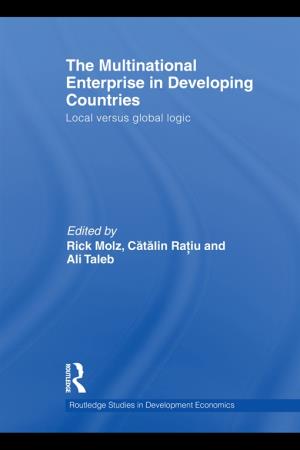 The Multinational
Enterprise in Developing
Countries
Local versus global logic
Edited by
Rick Molz, Cătălin Rațiu and
Ali Taleb
ROUTLEDGE
Routledge Studies in Development Economics